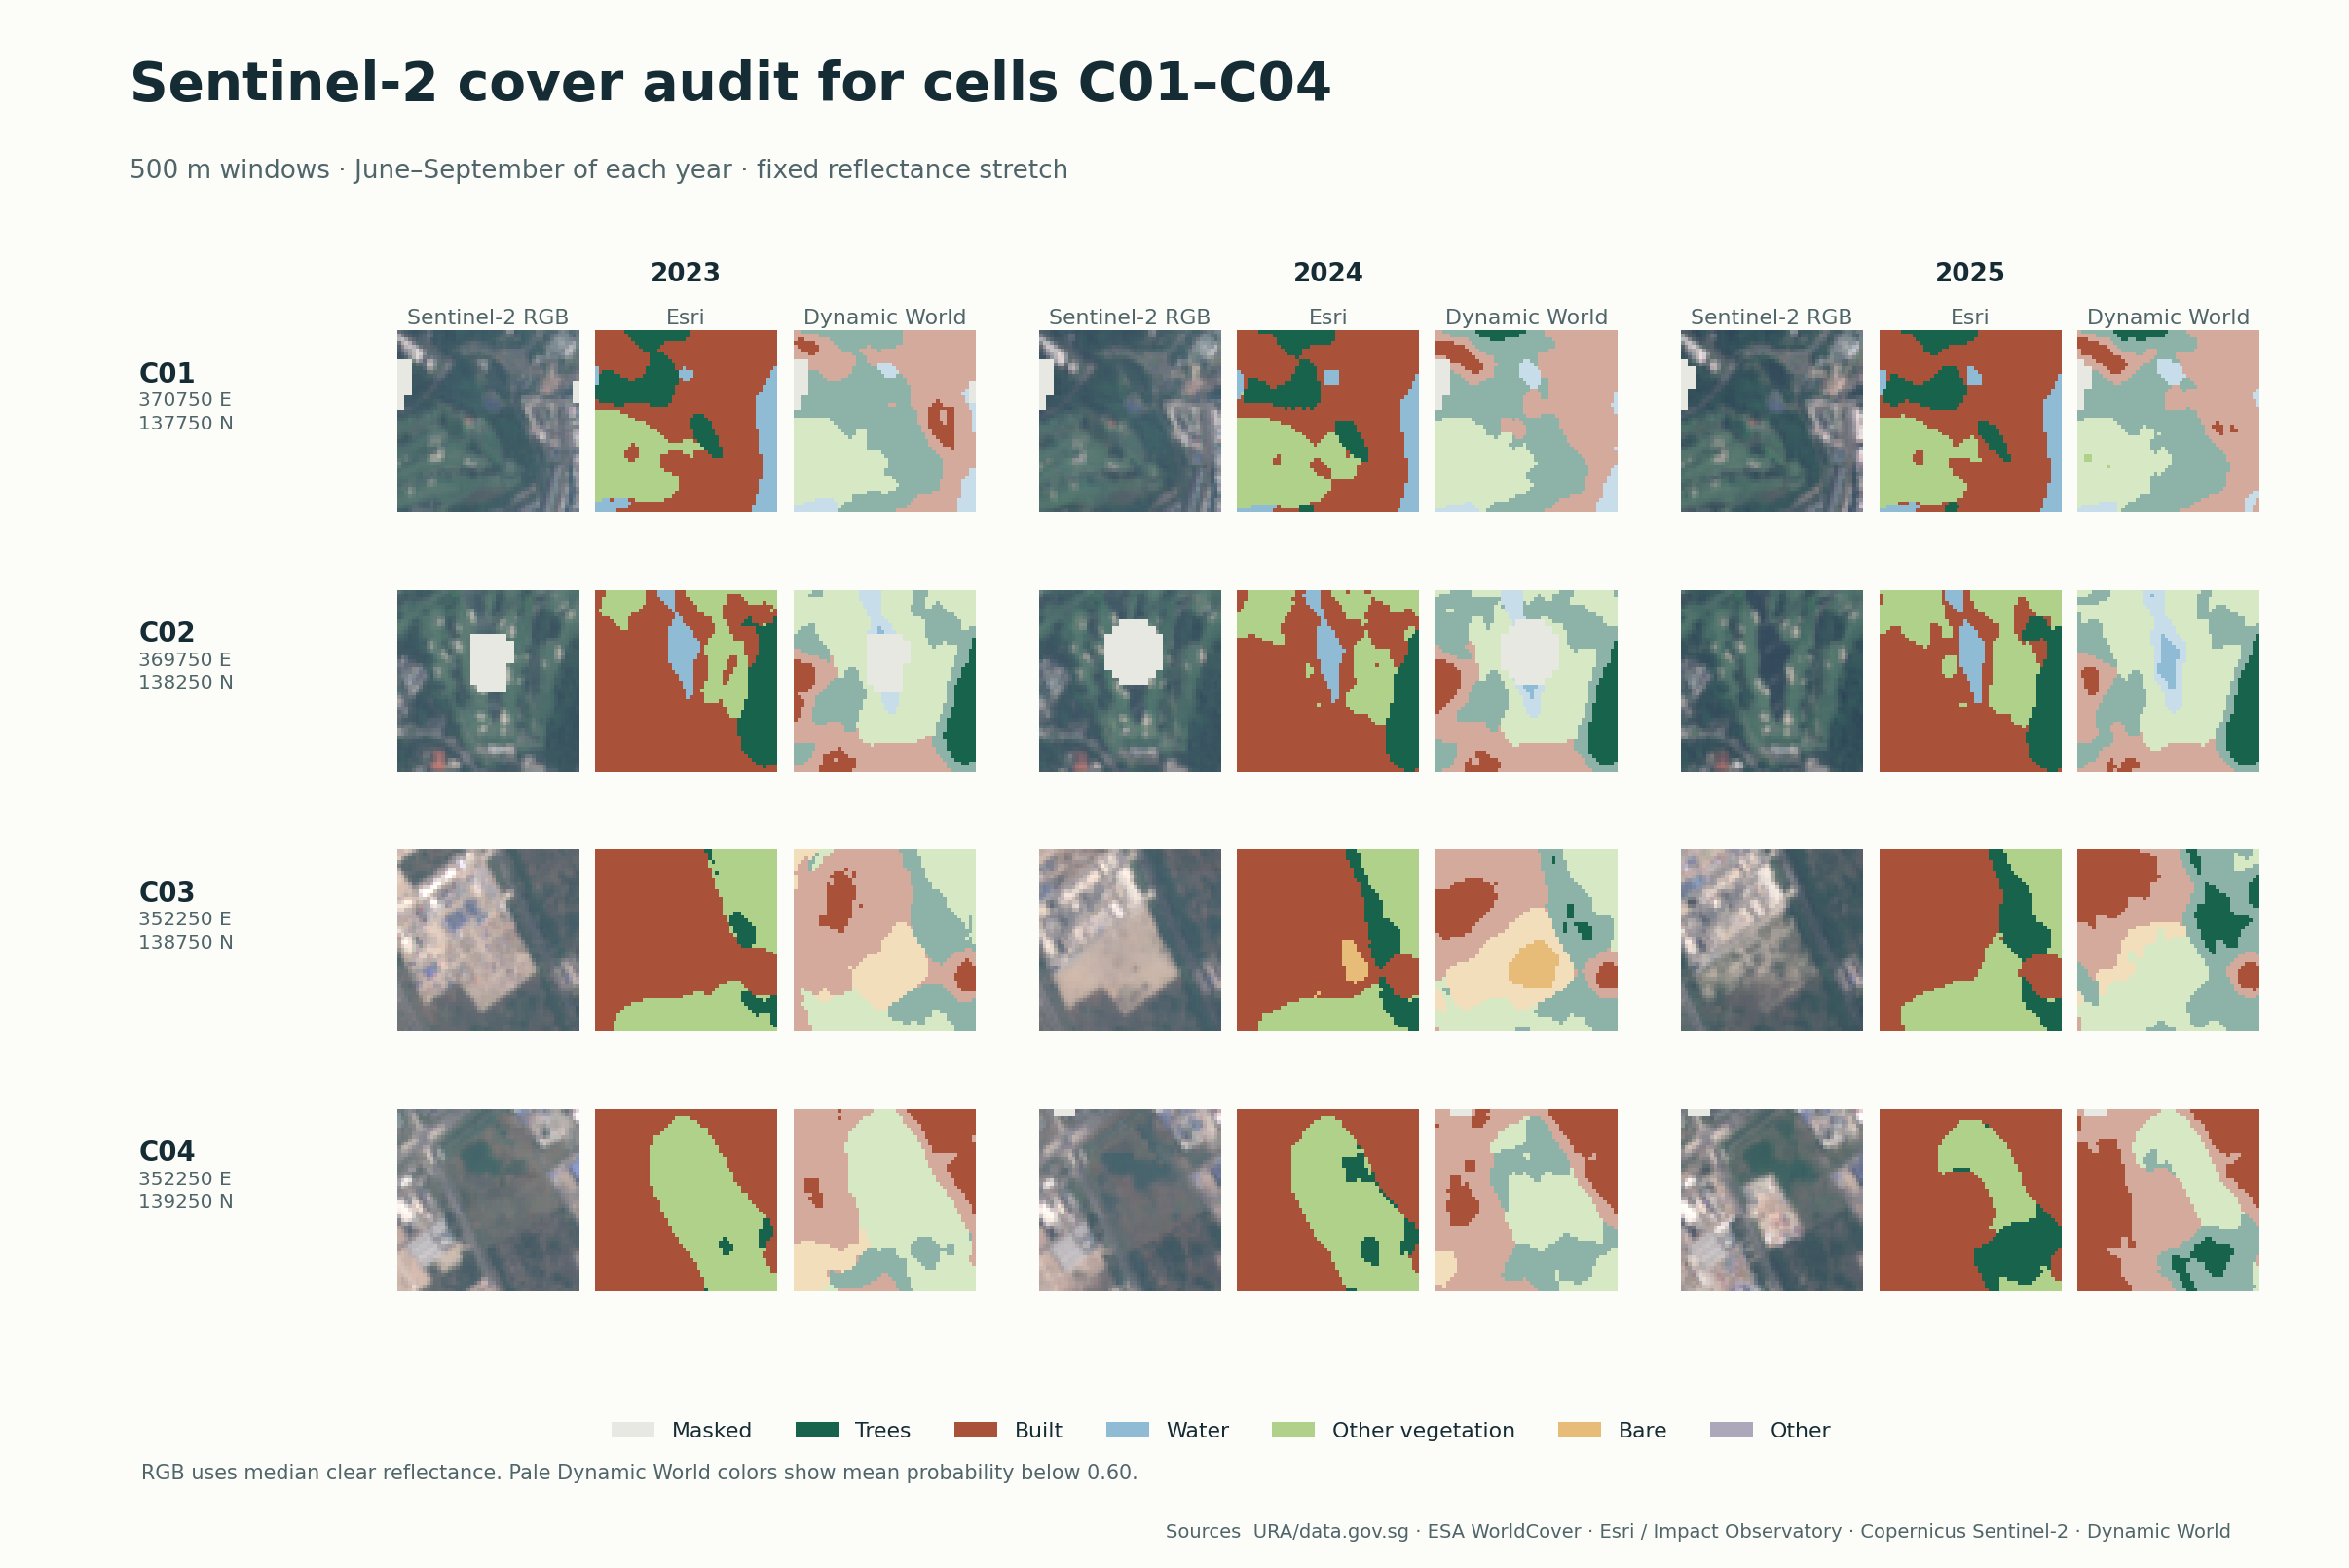 Sentinel-2 cover audit for cells C01–C04
500 m windows · June–September of each year · fixed reflectance stretch
2023
2024
2025
Sentinel-2 RGB
Esri
Dynamic World
Sentinel-2 RGB
Esri
Dynamic World
Sentinel-2 RGB
Esri
Dynamic World
C01
370750 E
137750 N
C02
369750 E
138250 N
C03
352250 E
138750 N
C04
352250 E
139250 N
Masked
Trees
Built
Water
Other vegetation
Bare
Other
RGB uses median clear reflectance. Pale Dynamic World colors show mean probability below 0.60.
Sources  URA/data.gov.sg · ESA WorldCover · Esri / Impact Observatory · Copernicus Sentinel-2 · Dynamic World